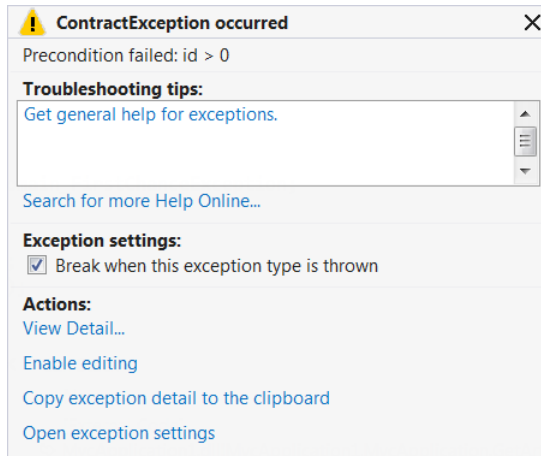 ContractException occurred
Precondition failed: id > 0
Troubleshooting tips:
Get general help for exceptions.
Search for more Help Online...
Exception settings:
Break when this exception type is thrown
Actions:
View Detail...
Enable editing
Copy exception detail to the clipboard
Open exception settings